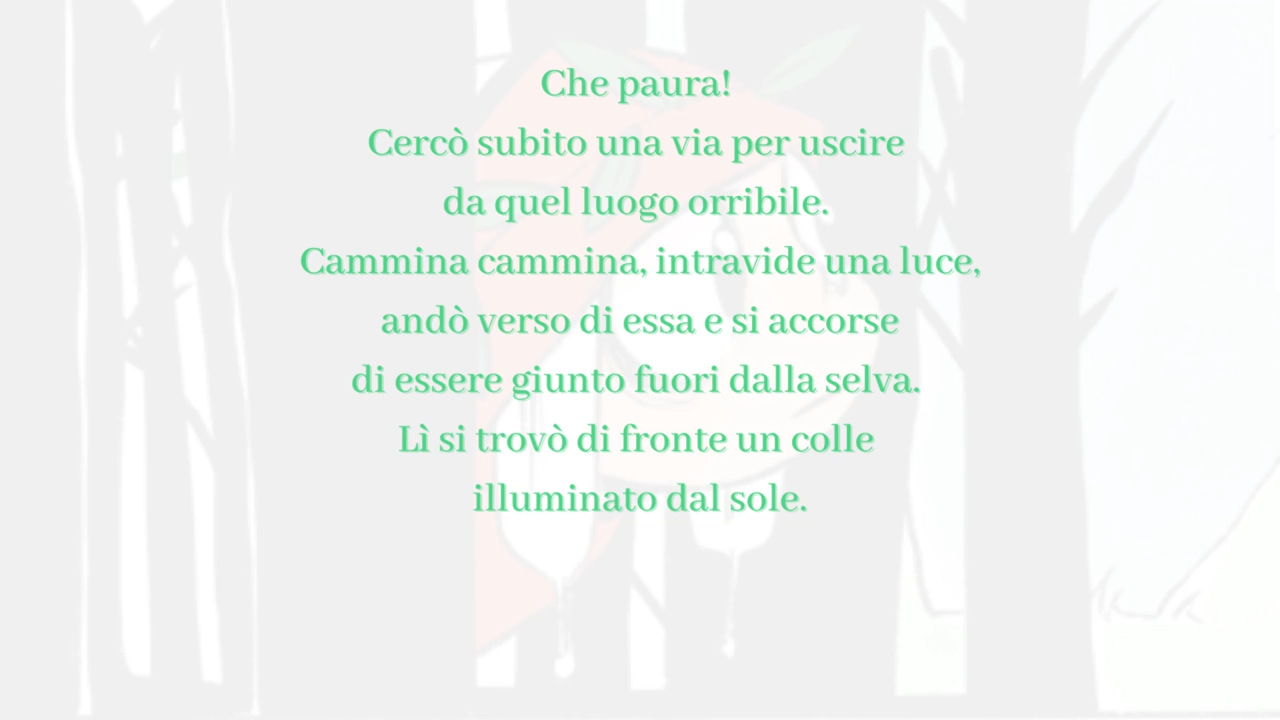 Che paura!
Cercò subito una via per uscire
da quel luogo orribile.
Cammina cammina, intravide una luce,
andò verso di essa e si accorse
di essere giunto fuori dalla selva.
Lì si trovò di fronte un colle
illuminato dal sole.